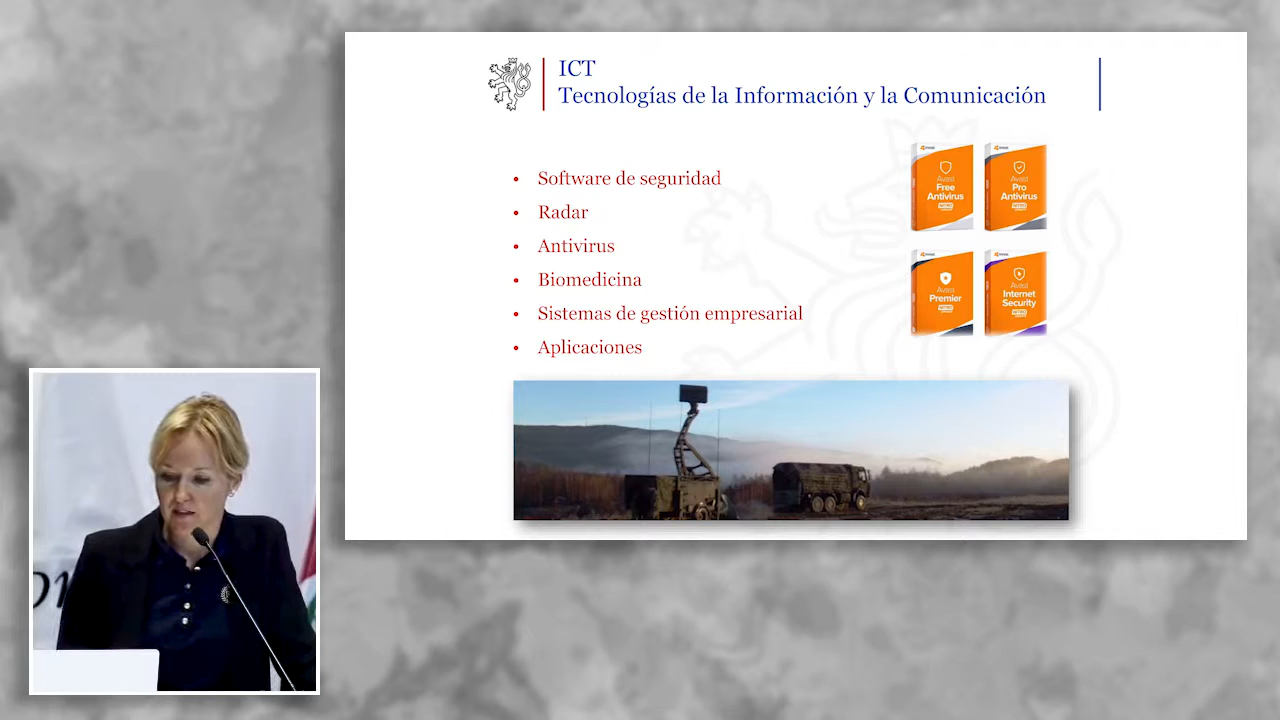 ICT
Tecnologías de la Información y la Comunicación
• Software de seguridad
• Radar
• Antivirus
• Biomedicina
• Sistemas de gestión empresarial
• Aplicaciones
Avast
Free
Antivirus
Avast
Pro
Antivirus
Avast
Premier
Avast
Internet
Security